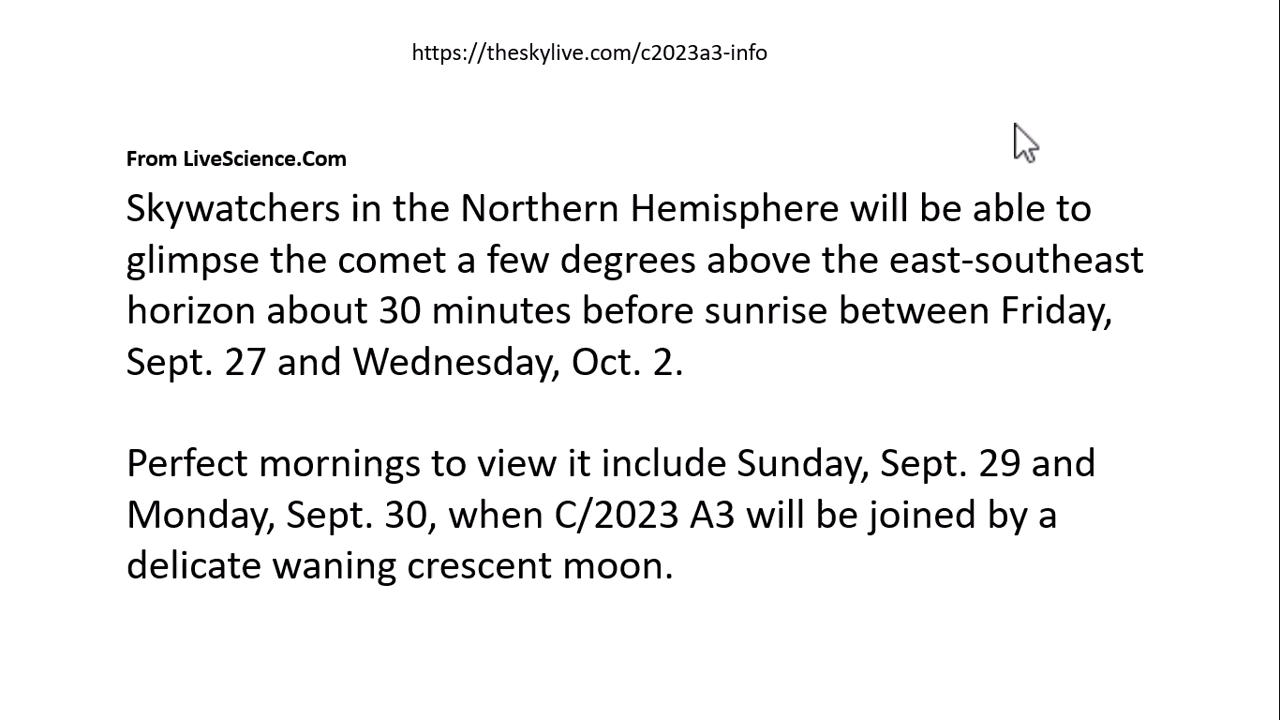 https://theskylive.com/c2023a3-info
From LiveScience.Com
Skywatchers in the Northern Hemisphere will be able to
glimpse the comet a few degrees above the east-southeast
horizon about 30 minutes before sunrise between Friday,
Sept. 27 and Wednesday, Oct. 2.
Perfect mornings to view it include Sunday, Sept. 29 and
Monday, Sept. 30, when C/2023 A3 will be joined by a
delicate waning crescent moon.